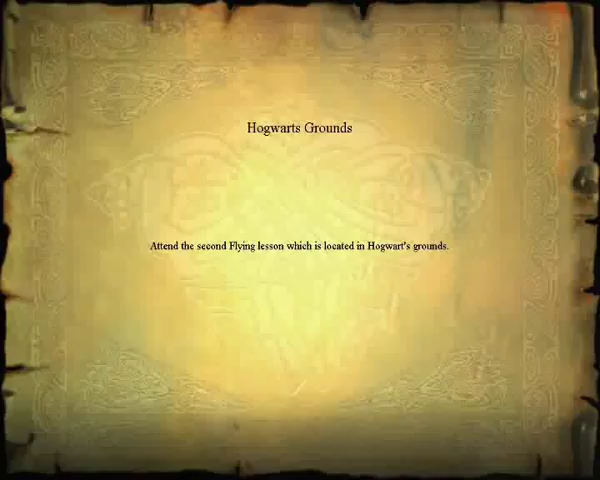 Hogwarts Grounds
Attend the second Flying lesson which is located in Hogwart's grounds.